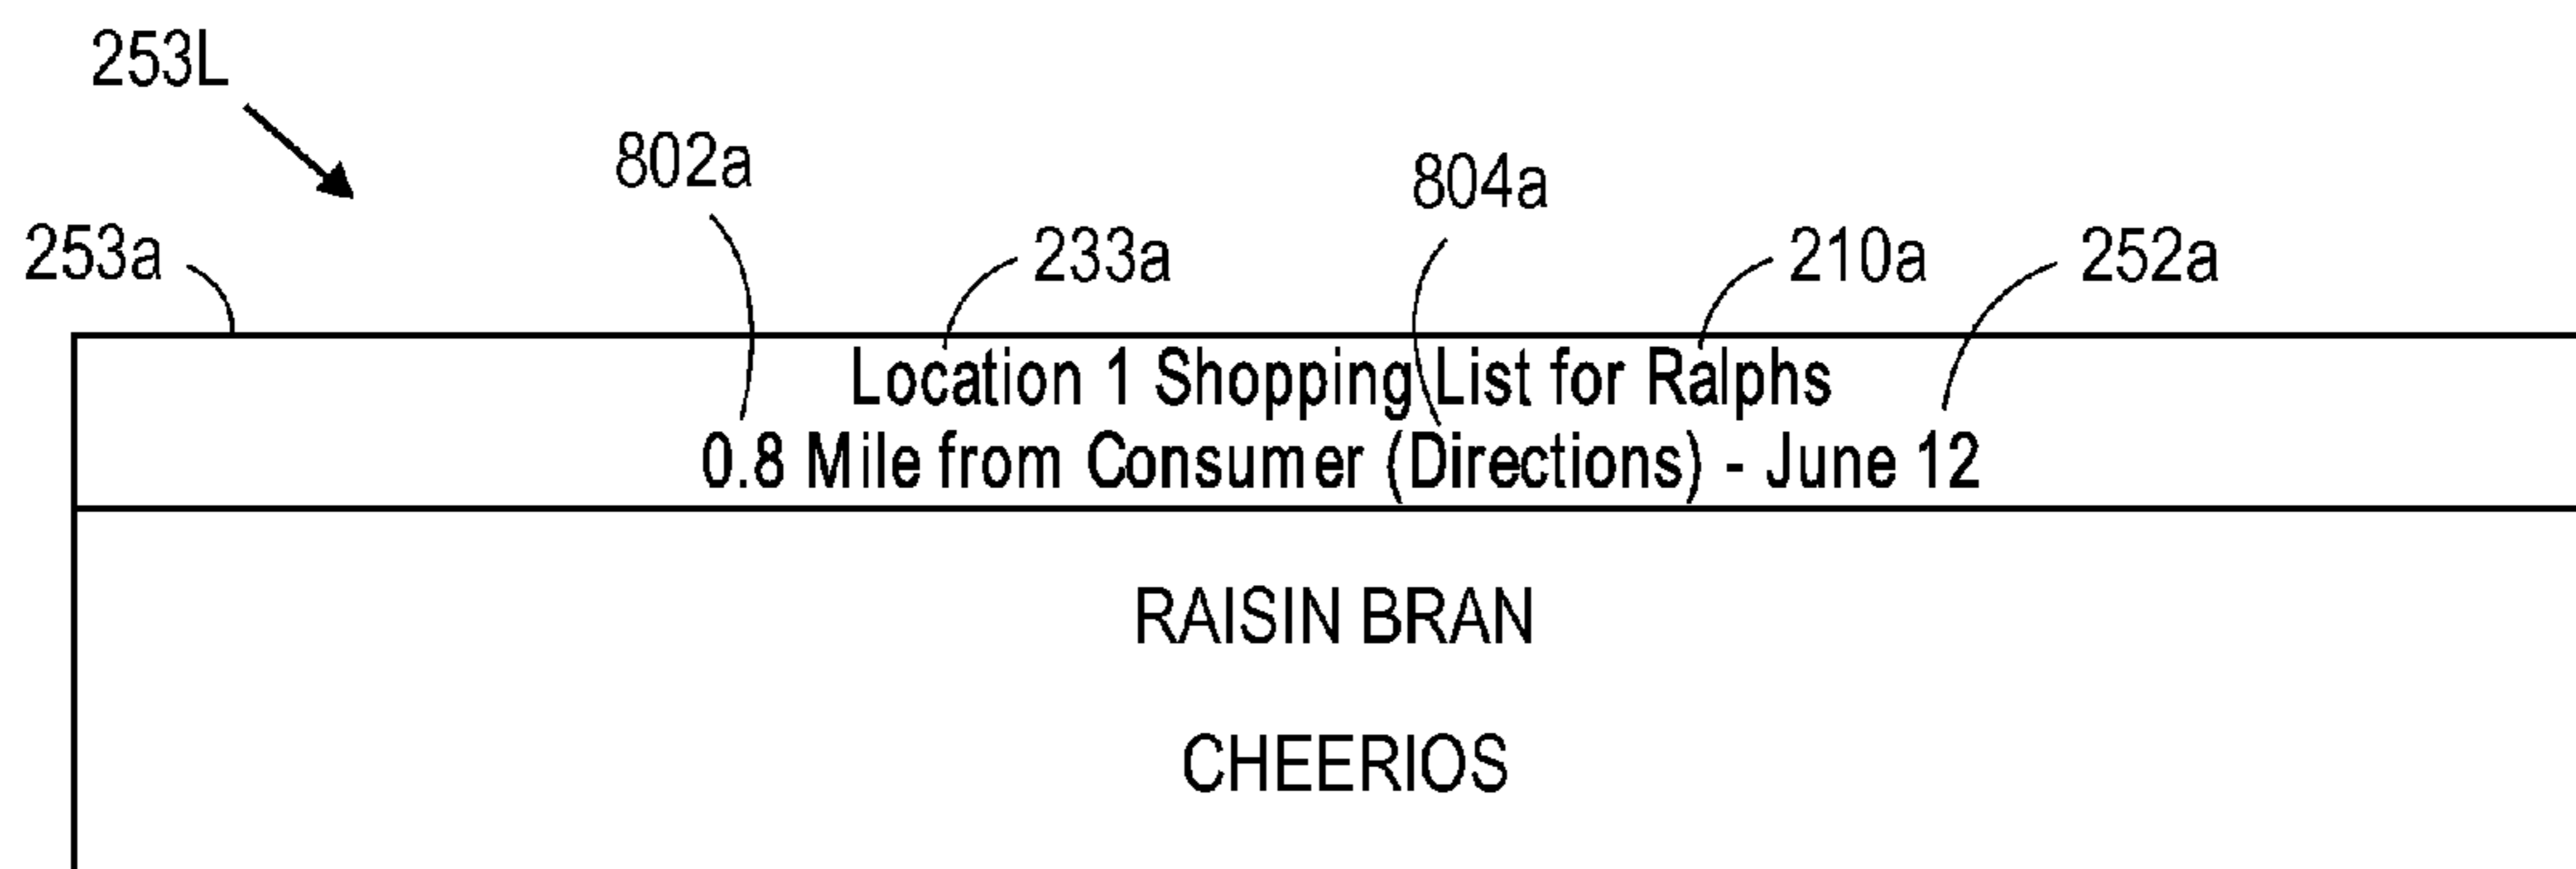 253L
802a
804a
253a
233a
210a
252a
Location 1 Shopping List for Ralphs
0.8 Mile from Consumer (Directions) - June 12
RAISIN BRAN
CHEERIOS